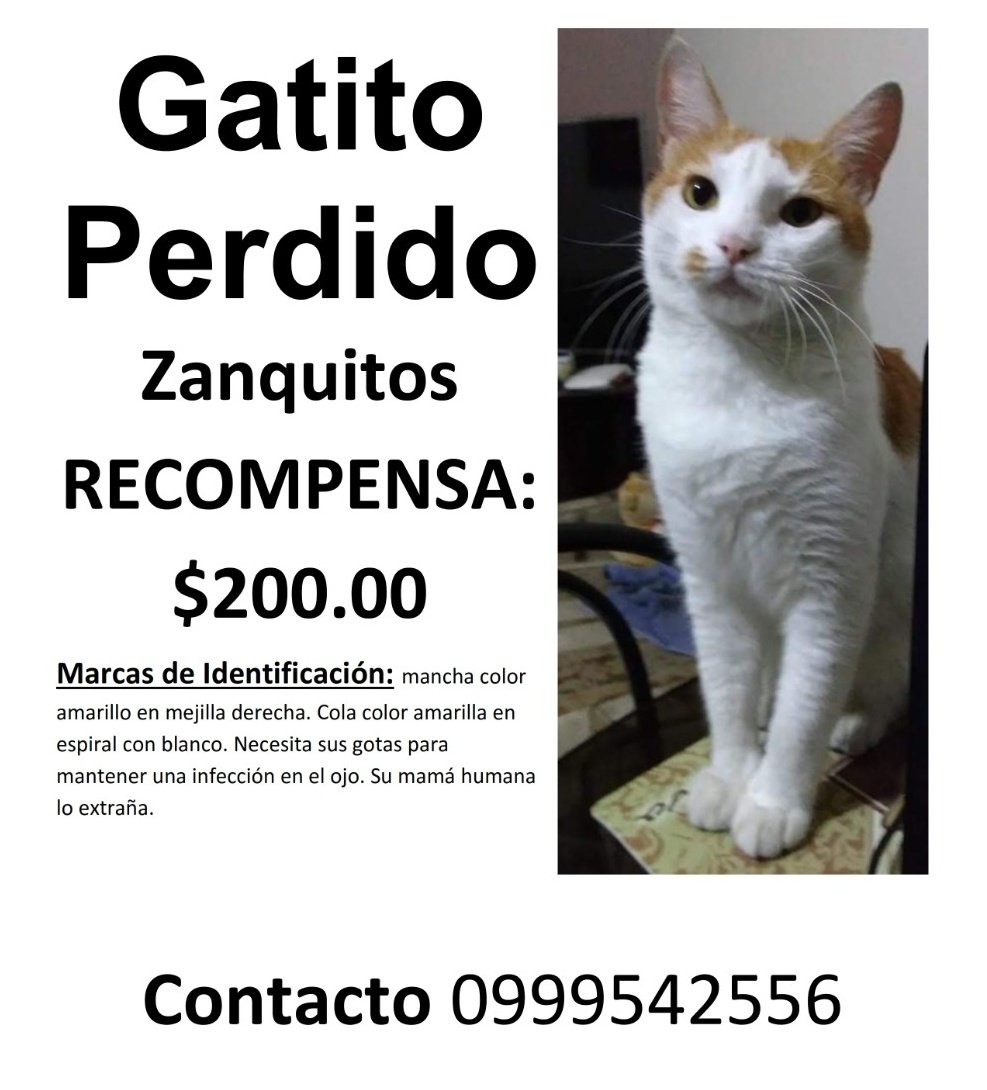 Gatito
Perdido
Zanquitos
RECOMPENSA:
$200.00
Marcas de Identificación: mancha color
amarillo en mejilla derecha. Cola color amarilla en
espiral con blanco. Necesita sus gotas para
mantener una infección en el ojo. Su mamá humana
lo extraña.
Contacto 0999542556